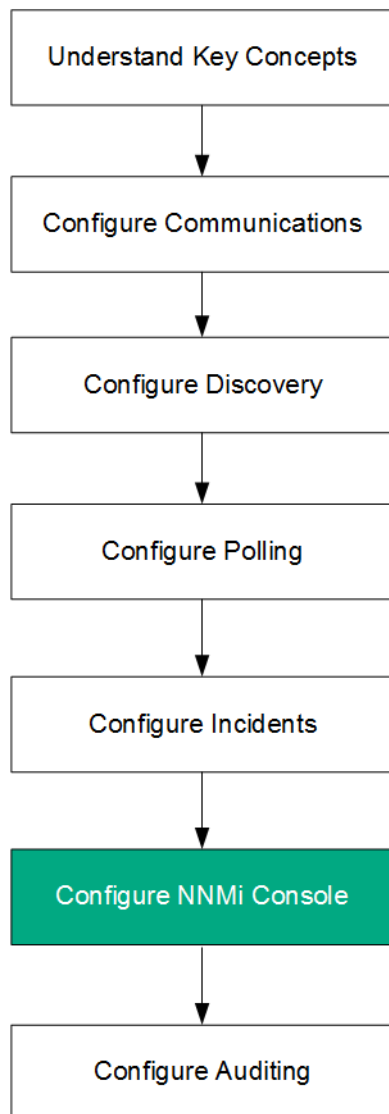 Understand Key Concepts
Configure Communications
Configure Discovery
Configure Polling
Configure Incidents
Configure NNMi Console
Configure Auditing